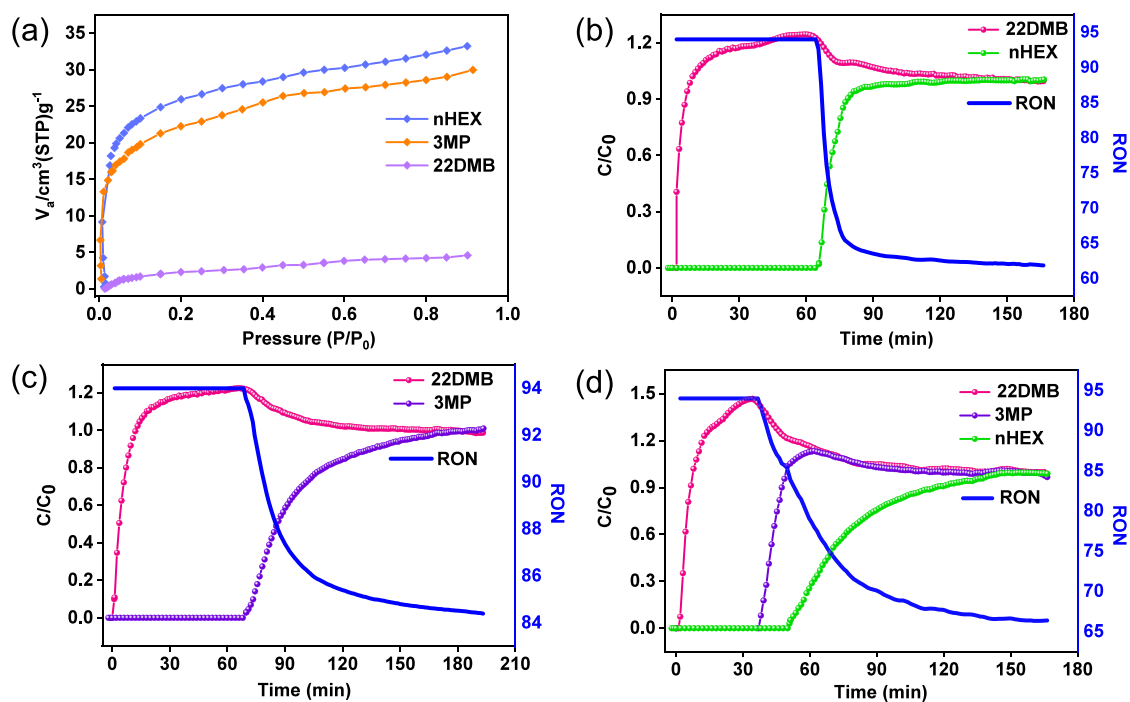 (a)
35
30
25
20
15
10
5
0
V_a/cm³(STP)g⁻¹
nHEX
3MP
22DMB
0.0 0.2 0.4 0.6 0.8 1.0
Pressure (P/P₀)
(b)
1.2
0.9
0.6
0.3
0.0
C/C₀
22DMB
nHEX
RON
95
90
85
80
75
70
65
60
RON
0 30 60 90 120 150 180
Time (min)
(c)
1.2
1.0
0.8
0.6
0.4
0.2
0.0
C/C₀
22DMB
3MP
RON
94
92
90
88
86
84
RON
0 30 60 90 120 150 180 210
Time (min)
(d)
1.5
1.2
0.9
0.6
0.3
0.0
C/C₀
22DMB
3MP
nHEX
RON
95
90
85
80
75
70
65
RON
0 30 60 90 120 150 180
Time (min)